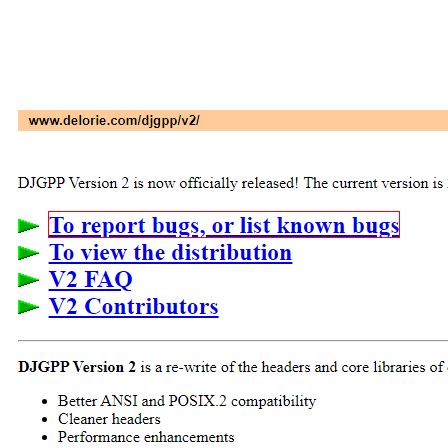 www.delorie.com/djgpp/v2/
DJGPP Version 2 is now officially released! The current version is
To report bugs, or list known bugs
To view the distribution
V2 FAQ
V2 Contributors
DJGPP Version 2 is a re-write of the headers and core libraries of
Better ANSI and POSIX.2 compatibility
Cleaner headers
Performance enhancements